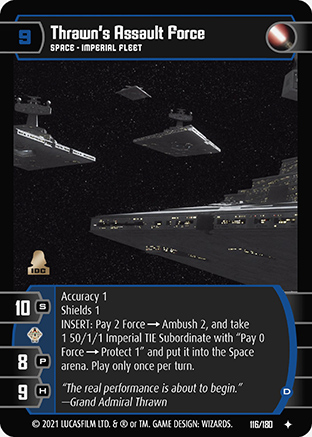 9
Thrawn's Assault Force
SPACE • IMPERIAL FLEET
IDC
10 S
8 P
9 H
Accuracy 1
Shields 1
INSERT: Pay 2 Force → Ambush 2, and take
1 50/1/1 Imperial TIE Subordinate with "Pay 0
Force → Protect 1" and put it into the Space
arena. Play only once per turn.
"The real performance is about to begin."
—Grand Admiral Thrawn
D
© 2021 LUCASFILM LTD. & ® or TM. GAME DESIGN: WIZARDS.
116/180